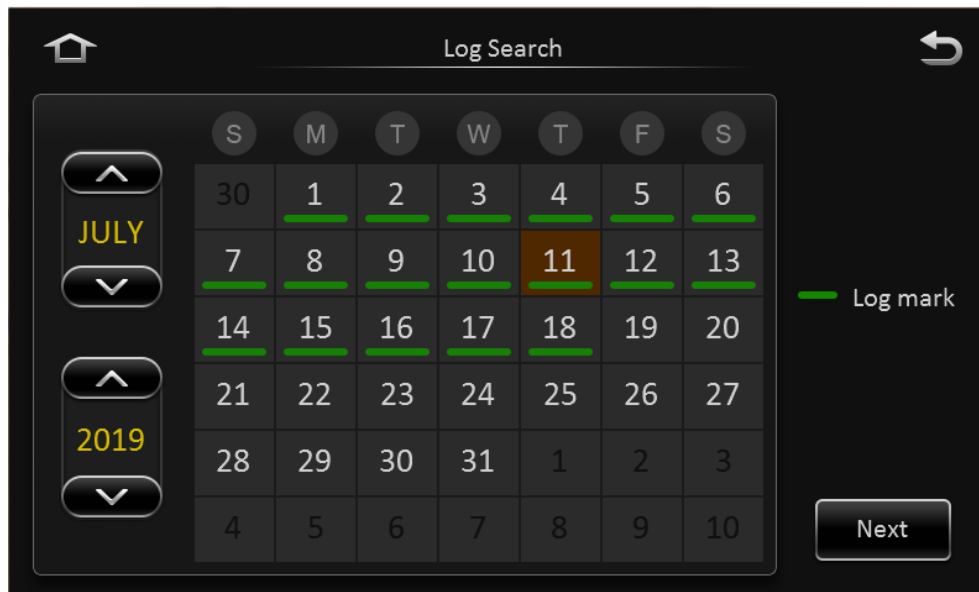 Log Search
S M T W T F S
30 1 2 3 4 5 6
JULY
7 8 9 10 11 12 13
Log mark
14 15 16 17 18 19 20
21 22 23 24 25 26 27
2019
28 29 30 31 1 2 3
4 5 6 7 8 9 10
Next